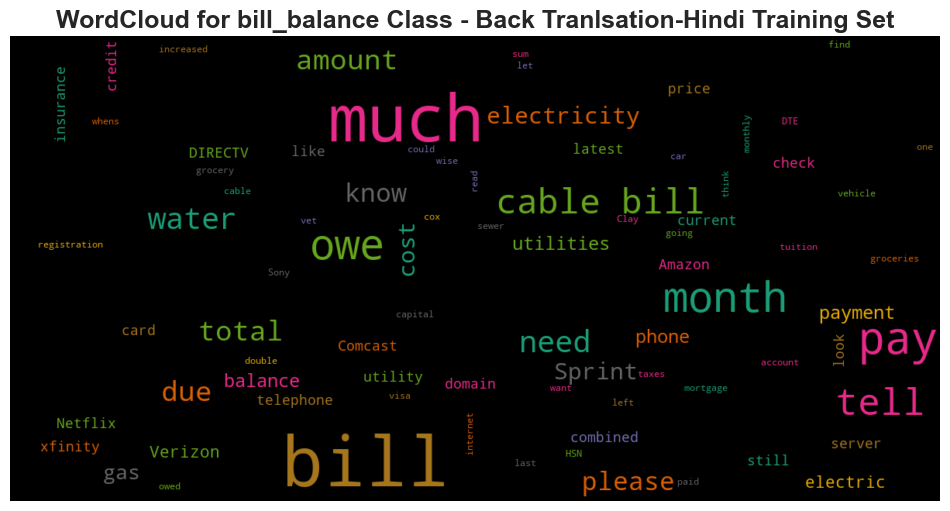 WordCloud for bill_balance Class - Back Tranlsation-Hindi Training Set
increased
find
credit
amount
sum
let
insurance
price
much
electricity
whens
monthly
DTE
DIRECTV
like
could
wise
latest
car
check
one
grocery
cable
know
read
think
vehicle
water
vet
cox
cable bill
Clay
current
sewer
going
registration
owe
cost
utilities
tuition
Sony
Amazon
groceries
month
capital
payment
card
total
need
phone
pay
look
Comcast
double
due
balance
utility
domain
Sprint
taxes
account
want
mortgage
telephone
visa
left
tell
Netflix
internet
combined
server
xfinity
Verizon
bill
HSN
gas
last
still
owed
please
paid
electric